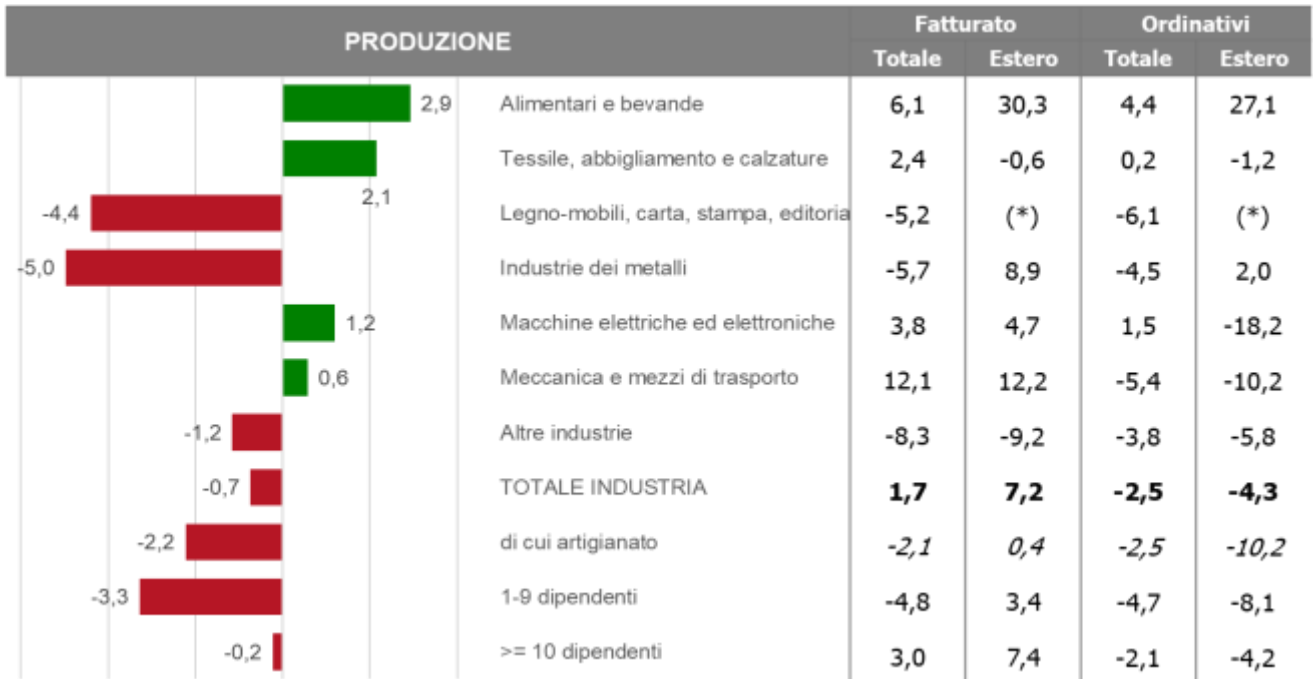 PRODUZIONE Fatturato Ordinativi
Totale Estero Totale Estero
2,9 Alimentari e bevande 6,1 30,3 4,4 27,1
2,1 Tessile, abbigliamento e calzature 2,4 -0,6 0,2 -1,2
-4,4 Legno-mobili, carta, stampa, editoria -5,2 (*) -6,1 (*)
-5,0 Industrie dei metalli -5,7 8,9 -4,5 2,0
1,2 Macchine elettriche ed elettroniche 3,8 4,7 1,5 -18,2
0,6 Meccanica e mezzi di trasporto 12,1 12,2 -5,4 -10,2
-1,2 Altre industrie -8,3 -9,2 -3,8 -5,8
-0,7 TOTALE INDUSTRIA 1,7 7,2 -2,5 -4,3
-2,2 di cui artigianato -2,1 0,4 -2,5 -10,2
-3,3 1-9 dipendenti -4,8 3,4 -4,7 -8,1
-0,2 >= 10 dipendenti 3,0 7,4 -2,1 -4,2